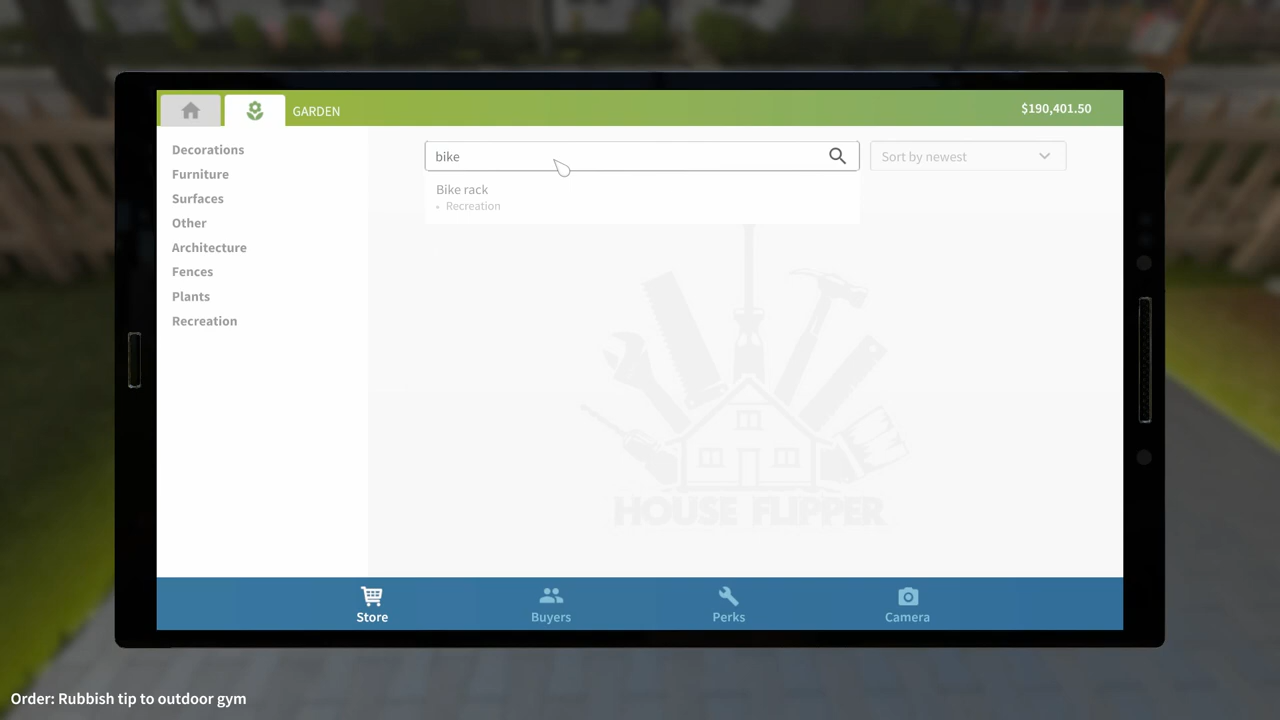 GARDEN
$190,401.50
Decorations
Furniture
Surfaces
Other
Architecture
Fences
Plants
Recreation
bike
Sort by newest
Bike rack
• Recreation
HOUSE FLIPPER
Store
Buyers
Perks
Camera
Order: Rubbish tip to outdoor gym